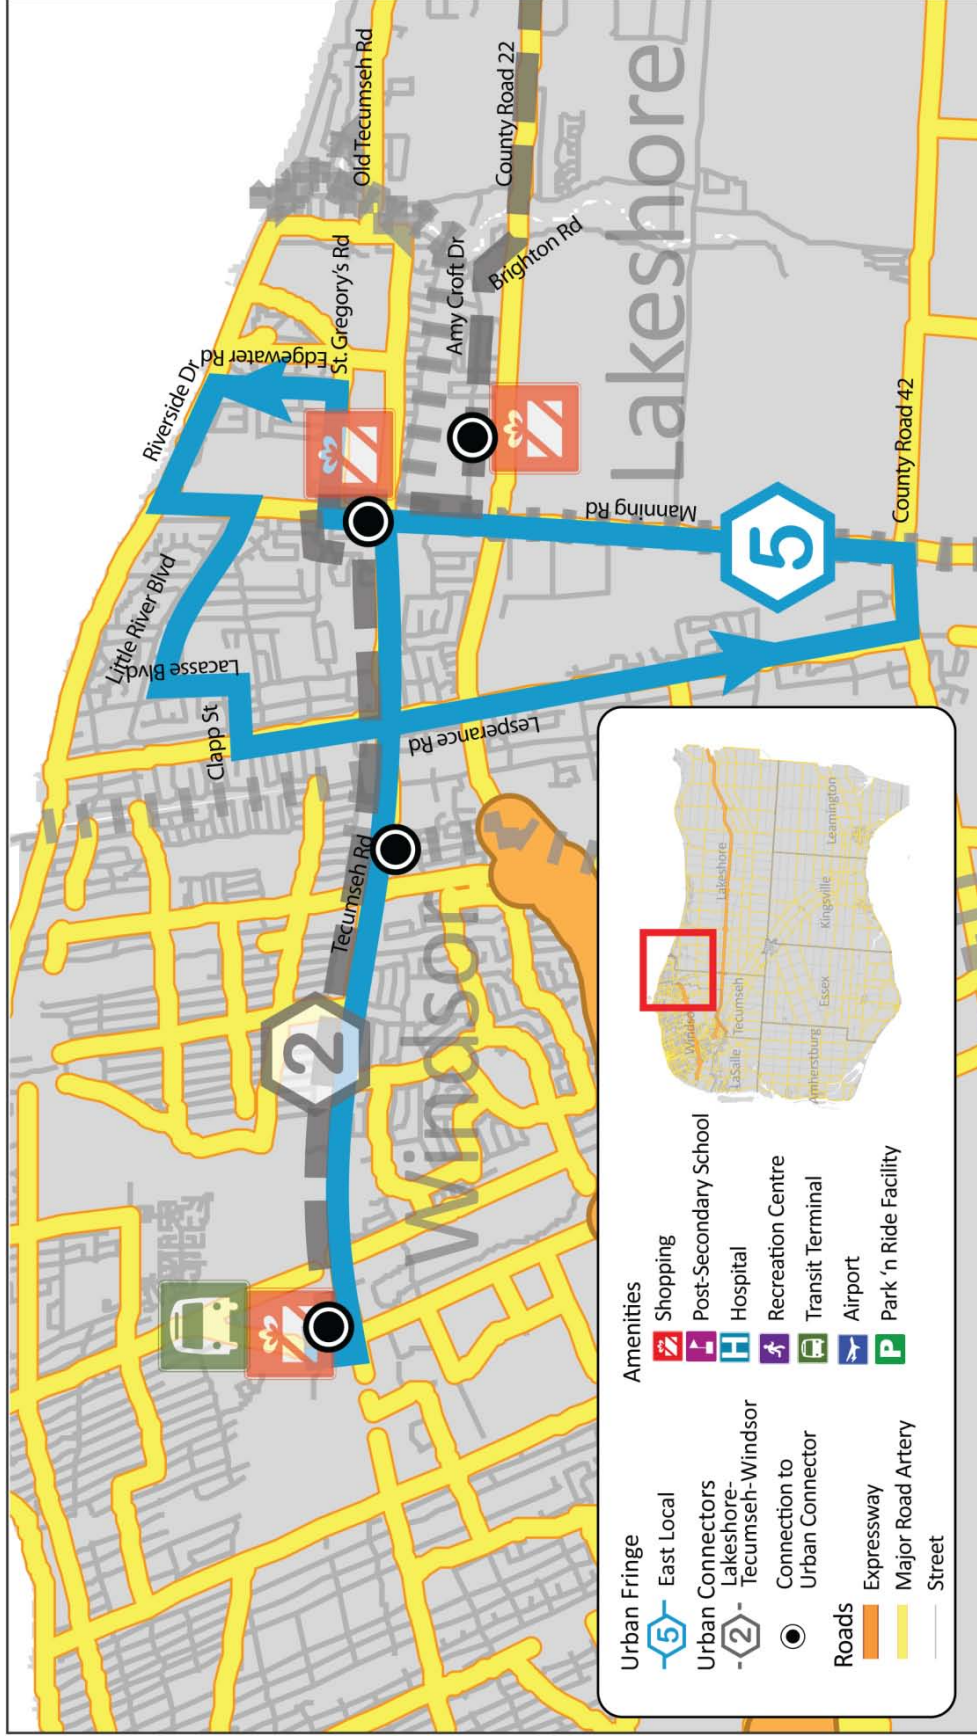 Old Tecumseh Rd
County Road 22
St. Gregory's Rd
Amy Croft Dr
Brighton Rd
Edgewater Rd
Riverside Dr
Lakeshore
Manning Rd
County Road 42
5
Little River Blvd
Lacasse Blvd
Clapp St
Lesperance Rd
Tecumseh Rd
2
Windsor
Urban Fringe
5
East Local
Urban Connectors
2
Lakeshore-
Tecumseh-Windsor
Connection to
Urban Connector
Roads
Expressway
Major Road Artery
Street
Amenities
Shopping
Post-Secondary School
H
Hospital
Recreation Centre
Transit Terminal
Airport
P
Park 'n Ride Facility
Windsor
LaSalle
Tecumseh
Lakeshore
Amherstburg
Essex
Kingsville
Leamington